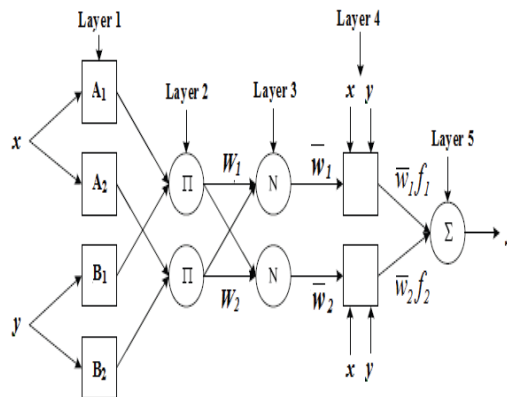 Layer 1
Layer 4
Layer 2
Layer 3
x y
Layer 5
A₁
x
A₂
Π
W₁
N
w̅₁
w̅₁f₁
Σ
B₁
Π
W₂
N
w̅₂
w̅₂f₂
y
B₂
x y